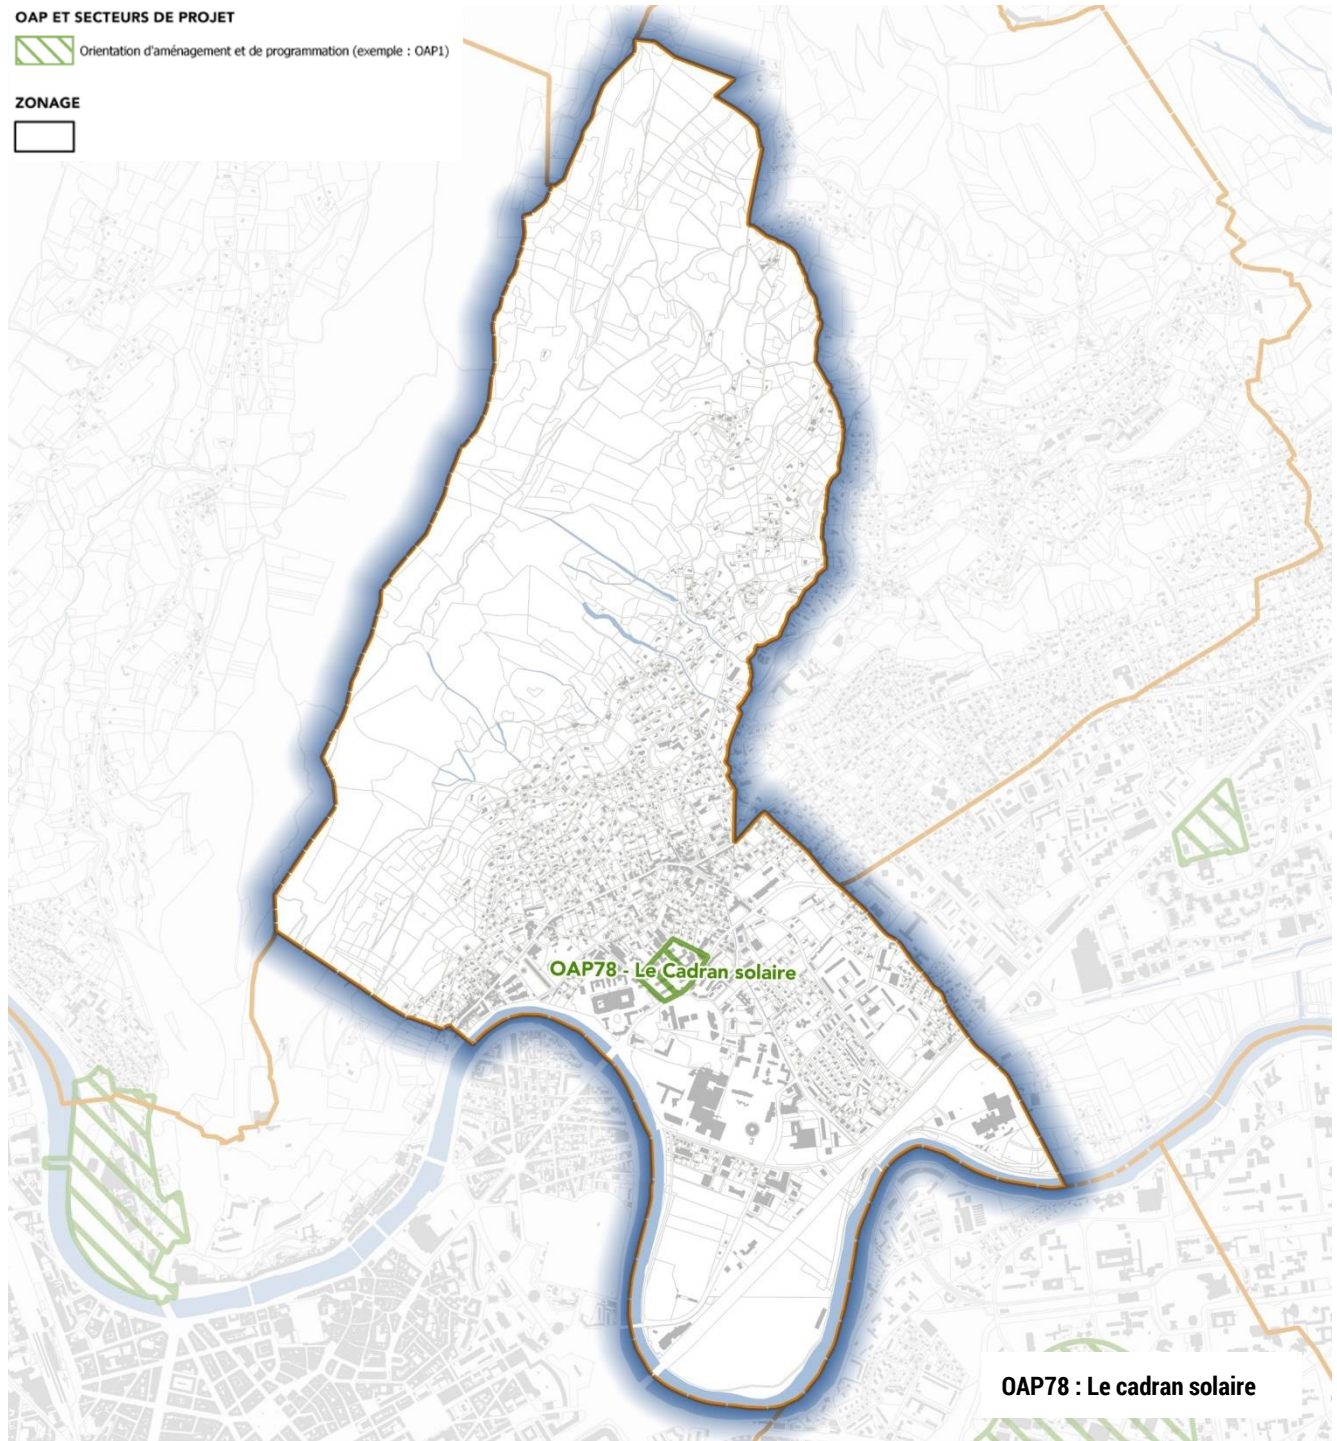 OAP ET SECTEURS DE PROJET
Orientation d'aménagement et de programmation (exemple : OAP1)
ZONAGE
OAP78 - Le Cadran solaire
OAP78 : Le cadran solaire